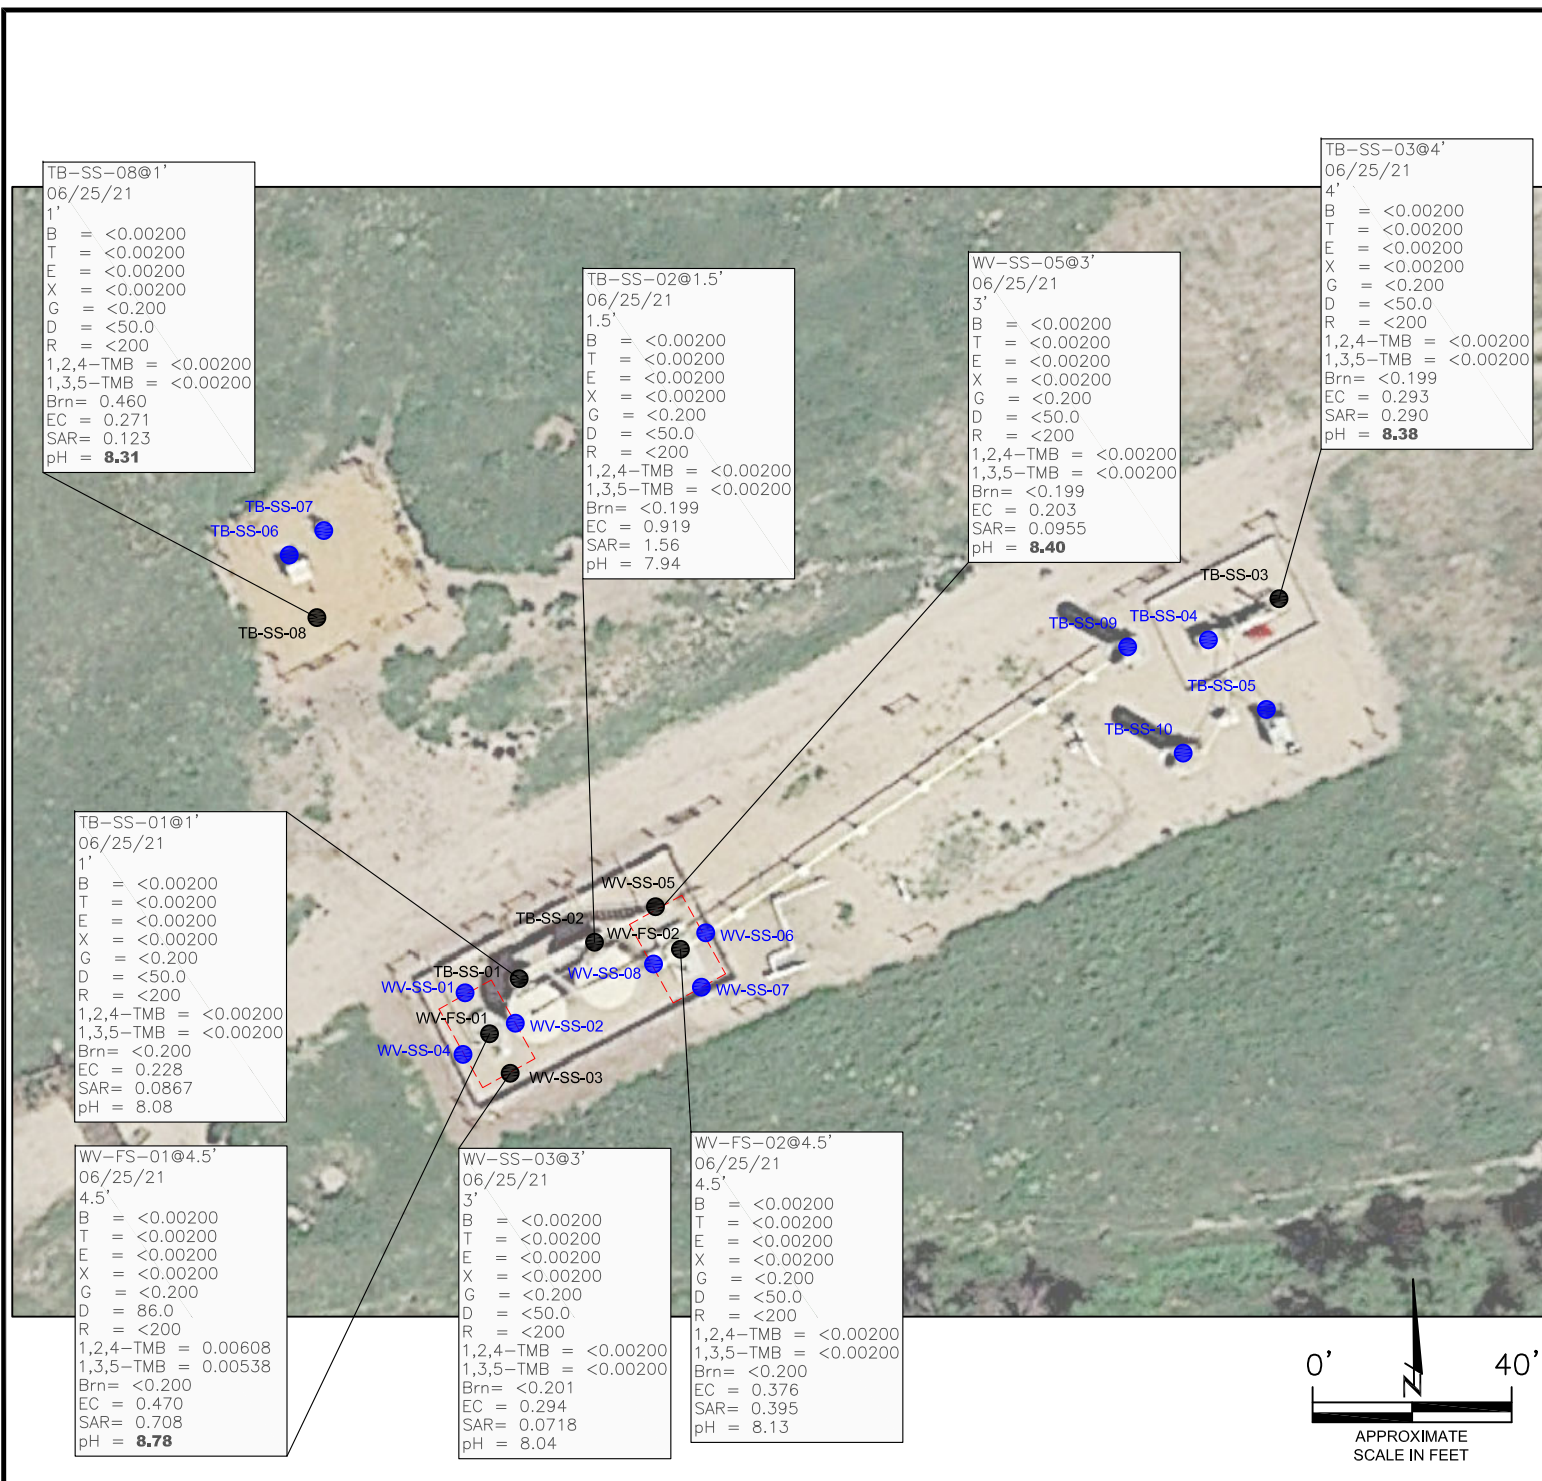 TB-SS-08@1'
06/25/21
1'
B = <0.00200
T = <0.00200
E = <0.00200
X = <0.00200
G = <0.200
D = <50.0
R = <200
1,2,4-TMB = <0.00200
1,3,5-TMB = <0.00200
Brn= 0.460
EC = 0.271
SAR= 0.123
pH = 8.31
TB-SS-02@1.5'
06/25/21
1.5'
B = <0.00200
T = <0.00200
E = <0.00200
X = <0.00200
G = <0.200
D = <50.0
R = <200
1,2,4-TMB = <0.00200
1,3,5-TMB = <0.00200
Brn= <0.199
EC = 0.919
SAR= 1.56
pH = 7.94
WV-SS-05@3'
06/25/21
3'
B = <0.00200
T = <0.00200
E = <0.00200
X = <0.00200
G = <0.200
D = <50.0
R = <200
1,2,4-TMB = <0.00200
1,3,5-TMB = <0.00200
Brn= <0.199
EC = 0.203
SAR= 0.0955
pH = 8.40
TB-SS-03@4'
06/25/21
4'
B = <0.00200
T = <0.00200
E = <0.00200
X = <0.00200
G = <0.200
D = <50.0
R = <200
1,2,4-TMB = <0.00200
1,3,5-TMB = <0.00200
Brn= <0.199
EC = 0.293
SAR= 0.290
pH = 8.38
TB-SS-07
TB-SS-06
TB-SS-08
TB-SS-03
TB-SS-04
TB-SS-09
TB-SS-05
TB-SS-10
TB-SS-01@1'
06/25/21
1'
B = <0.00200
T = <0.00200
E = <0.00200
X = <0.00200
G = <0.200
D = <50.0
R = <200
1,2,4-TMB = <0.00200
1,3,5-TMB = <0.00200
Brn= <0.200
EC = 0.228
SAR= 0.0867
pH = 8.08
WV-SS-05
TB-SS-02
WV-FS-02
WV-SS-06
WV-SS-08
TB-SS-01
WV-SS-01
WV-SS-07
WV-FS-01
WV-SS-02
WV-SS-04
WV-SS-03
WV-FS-01@4.5'
06/25/21
4.5'
B = <0.00200
T = <0.00200
E = <0.00200
X = <0.00200
G = <0.200
D = 86.0
R = <200
1,2,4-TMB = 0.00608
1,3,5-TMB = 0.00538
Brn= <0.200
EC = 0.470
SAR= 0.708
pH = 8.78
WV-SS-03@3'
06/25/21
3'
B = <0.00200
T = <0.00200
E = <0.00200
X = <0.00200
G = <0.200
D = <50.0
R = <200
1,2,4-TMB = <0.00200
1,3,5-TMB = <0.00200
Brn= <0.201
EC = 0.294
SAR= 0.0718
pH = 8.04
WV-FS-02@4.5'
06/25/21
4.5'
B = <0.00200
T = <0.00200
E = <0.00200
X = <0.00200
G = <0.200
D = <50.0
R = <200
1,2,4-TMB = <0.00200
1,3,5-TMB = <0.00200
Brn= <0.200
EC = 0.376
SAR= 0.395
pH = 8.13
0' 40'
N
APPROXIMATE
SCALE IN FEET